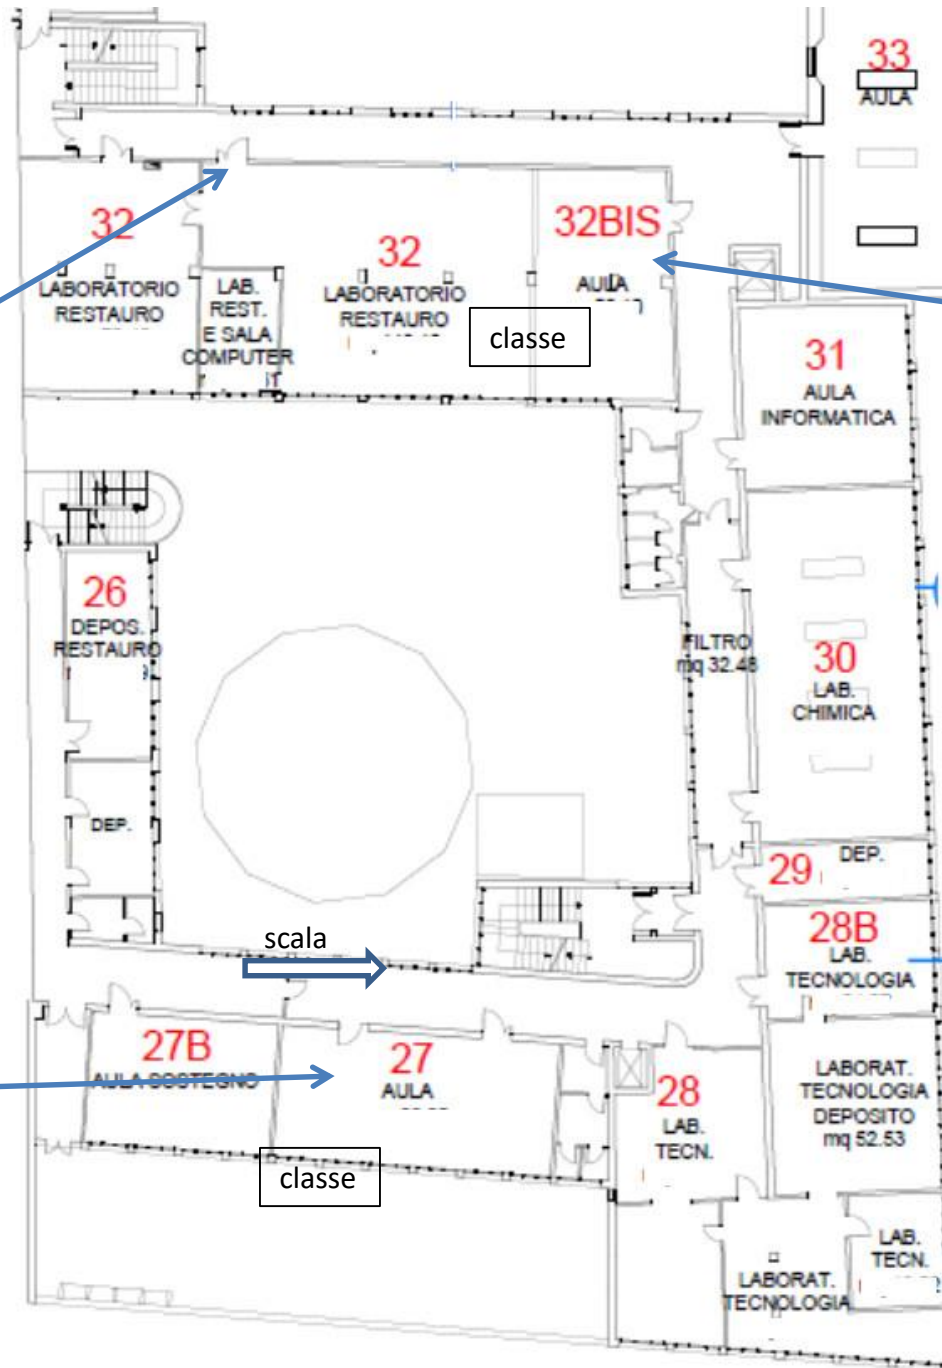 33
AULA
32
LABORATORIO
RESTAURO
LAB.
REST.
E SALA
COMPUTER
32
LABORATORIO
RESTAURO
32BIS
AULA
classe
31
AULA
INFORMATICA
26
DEPOS.
RESTAURO
FILTRO
mq 32.48
30
LAB.
CHIMICA
DEP.
29
DEP.
28B
LAB.
TECNOLOGIA
scala
27B
AULA SOSTEGNO
27
AULA
28
LAB.
TECN.
LABORAT.
TECNOLOGIA
DEPOSITO
mq 52.53
classe
LABORAT.
TECNOLOGIA
LAB.
TECN.